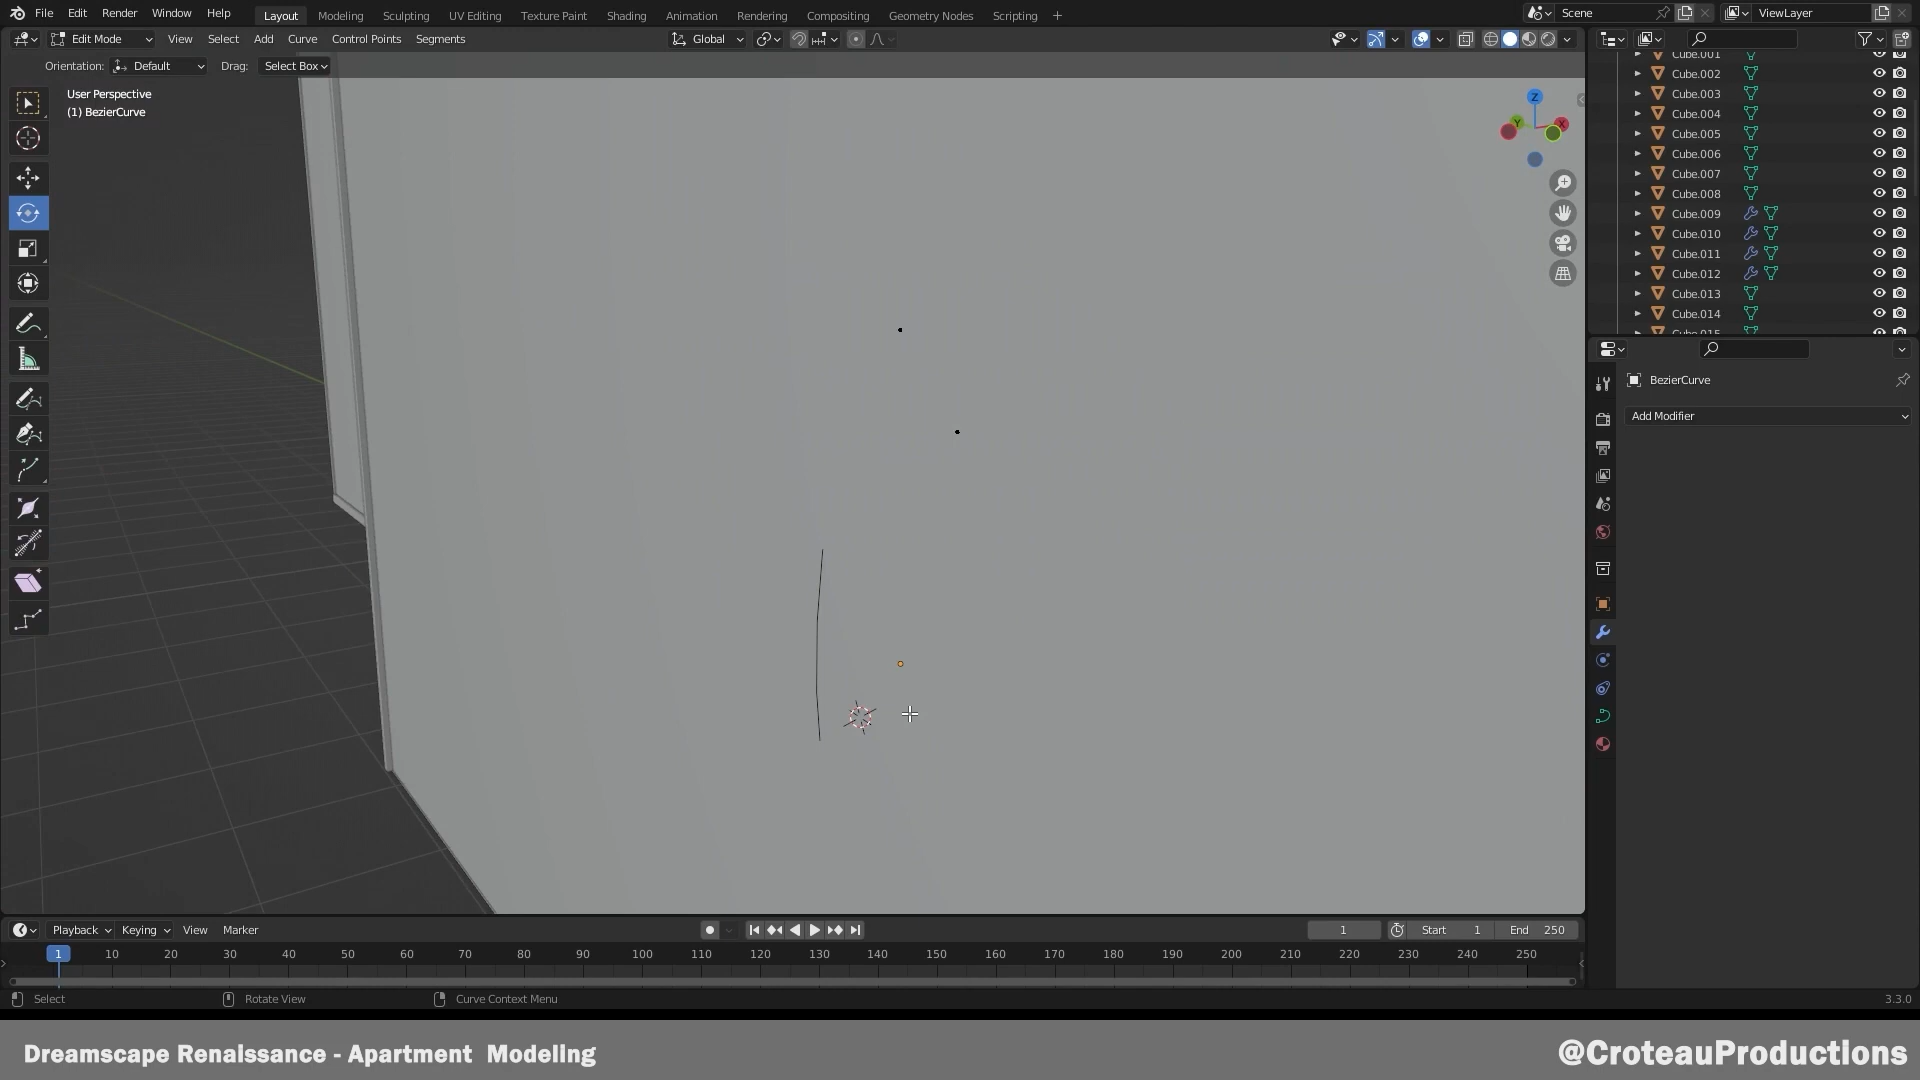 File Edit Render Window Help Layout Modeling Sculpting UV Editing Texture Paint Shading Animation Rendering Compositing Geometry Nodes Scripting Scene ViewLayer
Edit Mode View Select Add Curve Control Points Segments Global
Orientation: Default Drag: Select Box
User Perspective
(1) BezierCurve
Z
Y
X
Cube.001
Cube.002
Cube.003
Cube.004
Cube.005
Cube.006
Cube.007
Cube.008
Cube.009
Cube.010
Cube.011
Cube.012
Cube.013
Cube.014
Cube.015
BezierCurve
Add Modifier
Playback Keying View Marker 1 Start 1 End 250
1 10 20 30 40 50 60 70 80 90 100 110 120 130 140 150 160 170 180 190 200 210 220 230 240 250
Select Rotate View Curve Context Menu 3.3.0
Dreamscape Renaissance - Apartment Modeling
@CroteauProductions